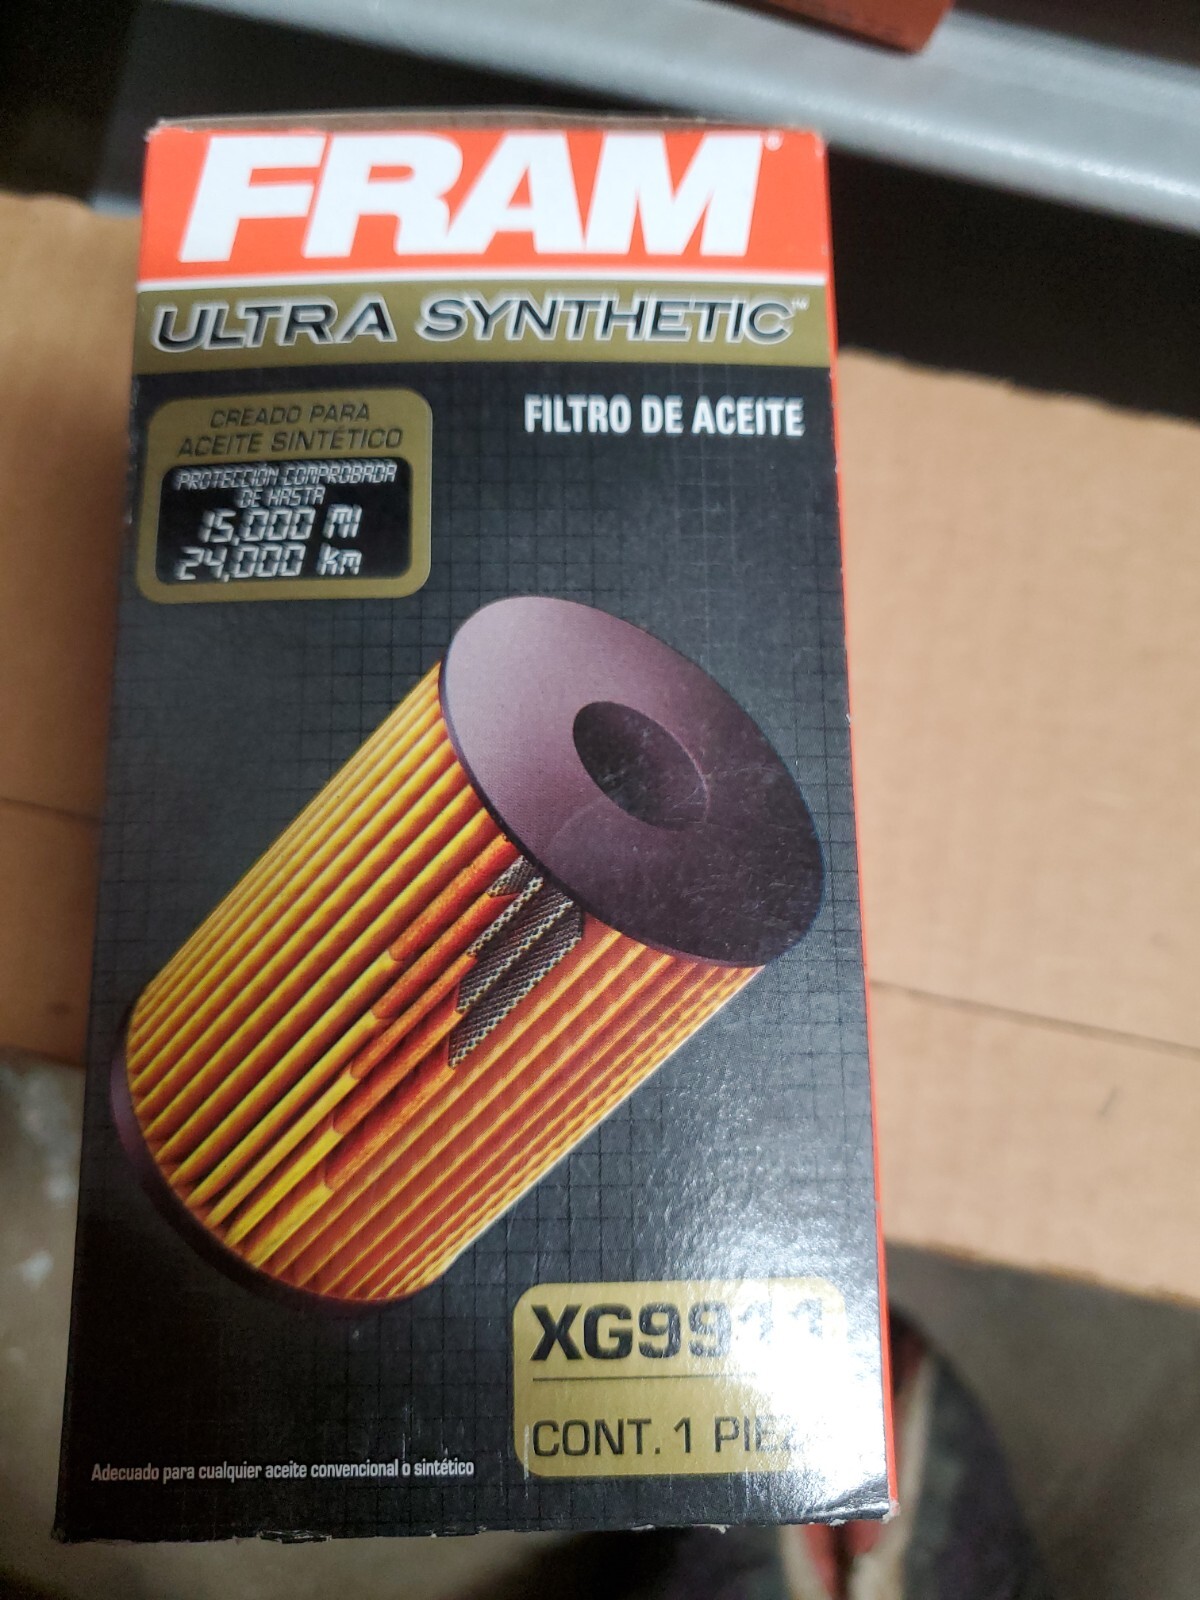 FRAM®
ULTRA SYNTHETIC™
FILTRO DE ACEITE
CREADO PARA
ACEITE SINTÉTICO
PROTECCIÓN COMPROBADA
DE HASTA
15,000 MI
24,000 km
CONT. 1
Adecuado para cualquier aceite convencional o sintético